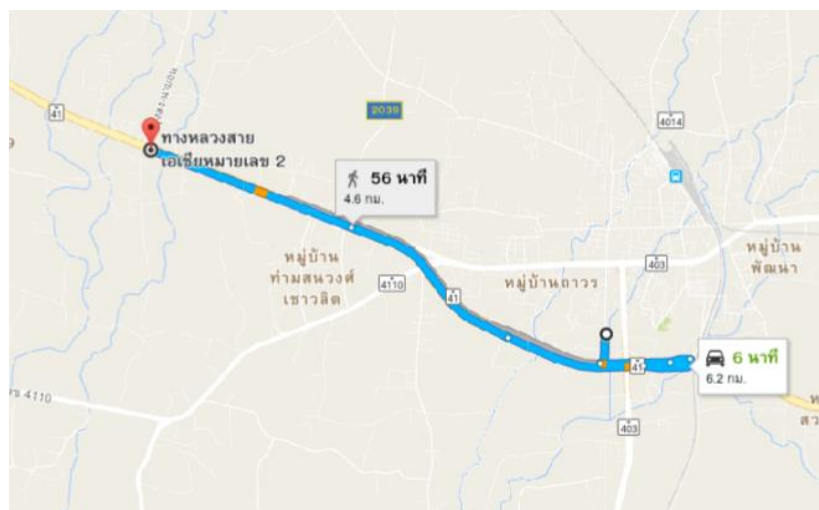 41
ทางหลวงสาย
เอเชียหมายเลข 2
2039
4014
56 นาที
4.6 กม.
หมู่บ้าน
ท่ามสนวงศ์
เชาวลิต
4110
41
หมู่บ้านถาวร
403
หมู่บ้าน
พัฒนา
41
6 นาที
6.2 กม.
403
4110